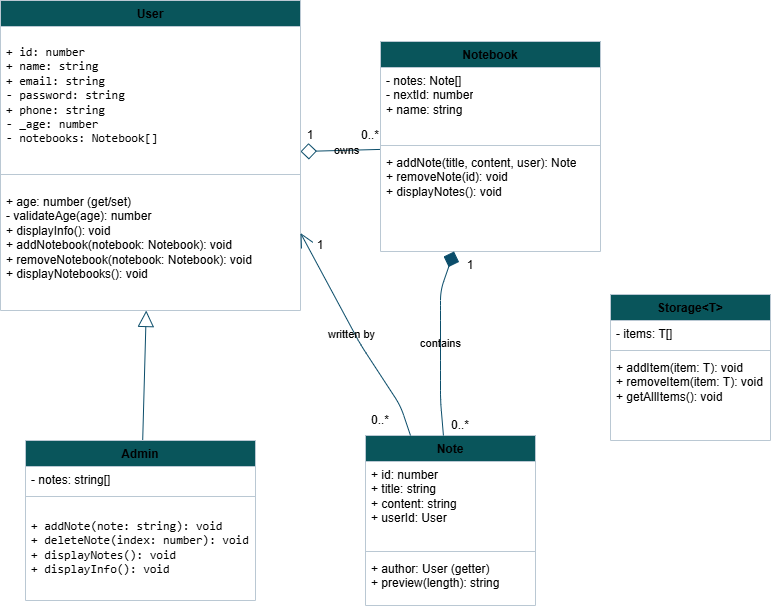 User
+ id: number
+ name: string
+ email: string
- password: string
+ phone: string
- _age: number
- notebooks: Notebook[]
+ age: number (get/set)
- validateAge(age): number
+ displayInfo(): void
+ addNotebook(notebook: Notebook): void
+ removeNotebook(notebook: Notebook): void
+ displayNotebooks(): void
1
0..*
owns
Notebook
- notes: Note[]
- nextId: number
+ name: string
+ addNote(title, content, user): Note
+ removeNote(id): void
+ displayNotes(): void
1
written by
0..*
1
contains
0..*
Storage<T>
- items: T[]
+ addItem(item: T): void
+ removeItem(item: T): void
+ getAllItems(): void
Admin
- notes: string[]
+ addNote(note: string): void
+ deleteNote(index: number): void
+ displayNotes(): void
+ displayInfo(): void
Note
+ id: number
+ title: string
+ content: string
+ userId: User
+ author: User (getter)
+ preview(length): string